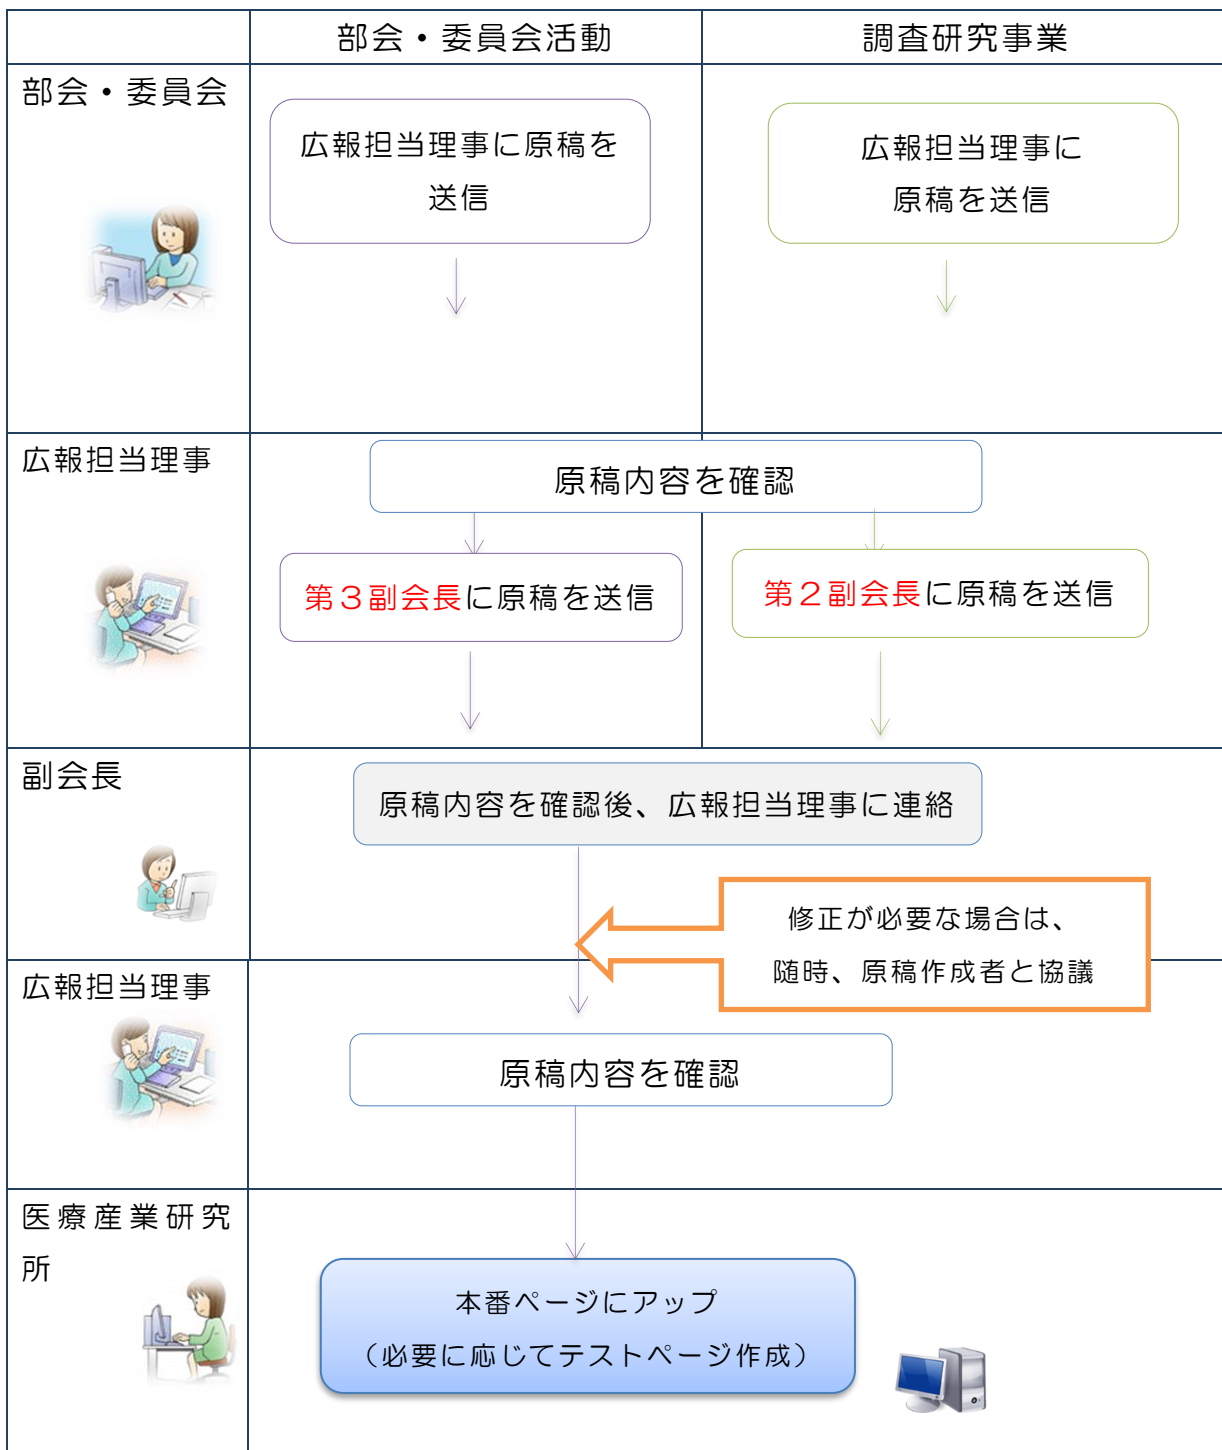 部会・委員会活動
調査研究事業
部会・委員会
広報担当理事に原稿を
送信
広報担当理事に
原稿を送信
広報担当理事
原稿内容を確認
第３副会長に原稿を送信
第２副会長に原稿を送信
副会長
原稿内容を確認後、広報担当理事に連絡
修正が必要な場合は、
随時、原稿作成者と協議
広報担当理事
原稿内容を確認
医療産業研究
所
本番ページにアップ
（必要に応じてテストページ作成）